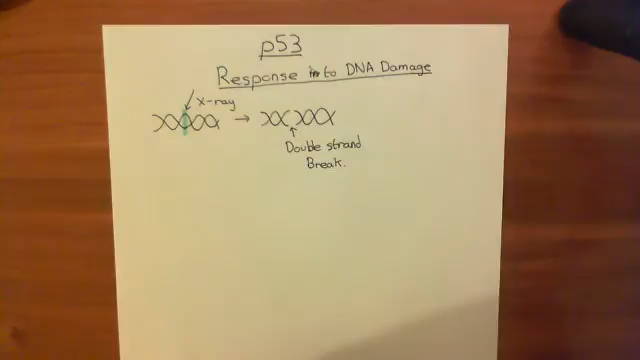 p53
Response to DNA Damage
X-ray
Double strand
Break.